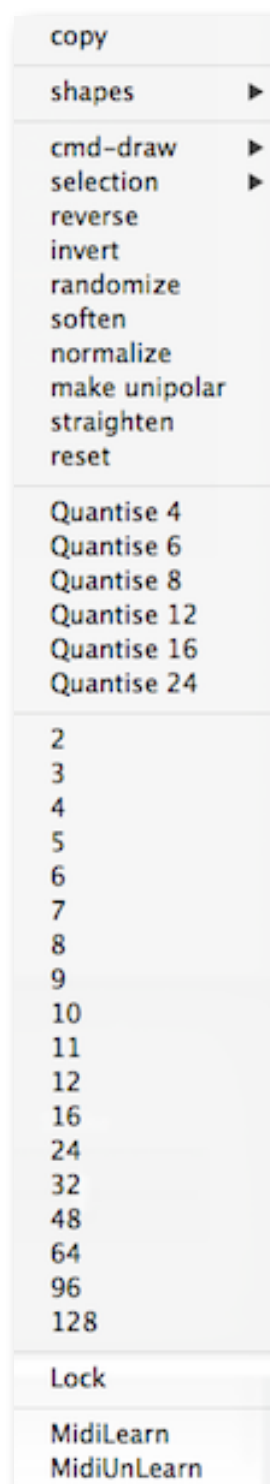 copy
shapes
cmd-draw
selection
reverse
invert
randomize
soften
normalize
make unipolar
straighten
reset
Quantise 4
Quantise 6
Quantise 8
Quantise 12
Quantise 16
Quantise 24
2
3
4
5
6
7
8
9
10
11
12
16
24
32
48
64
96
128
Lock
MidiLearn
MidiUnLearn